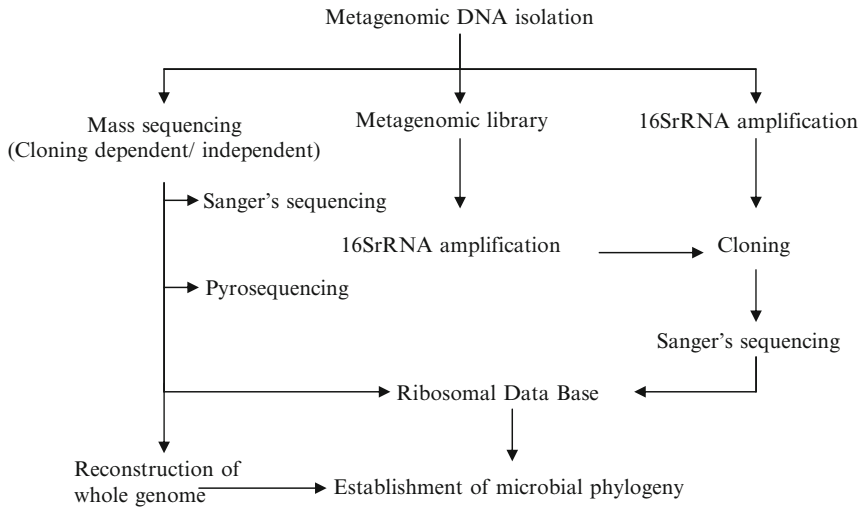 Metagenomic DNA isolation
Mass sequencing
(Cloning dependent/ independent)
Metagenomic library
16SrRNA amplification
Sanger's sequencing
16SrRNA amplification
Cloning
Pyrosequencing
Sanger's sequencing
Ribosomal Data Base
Reconstruction of
whole genome
Establishment of microbial phylogeny